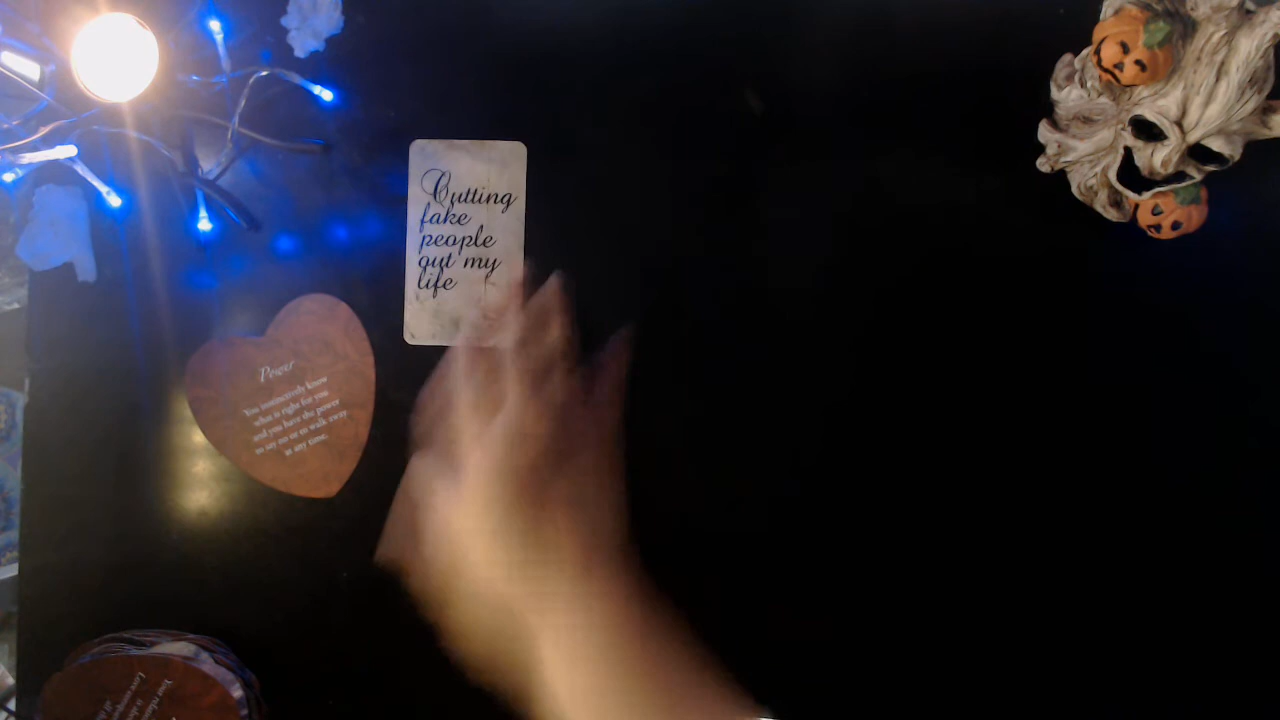 Cutting
fake
people
out my
life
Power
You instinctively know
what is right for you
and you have the power
to say no or to walk away
at any time.